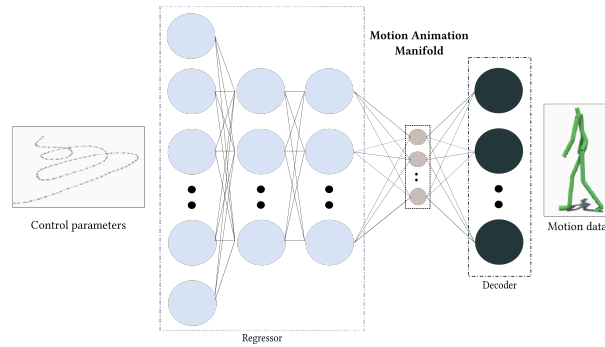 Motion Animation
Manifold
Control parameters
Motion data
Decoder
Regressor